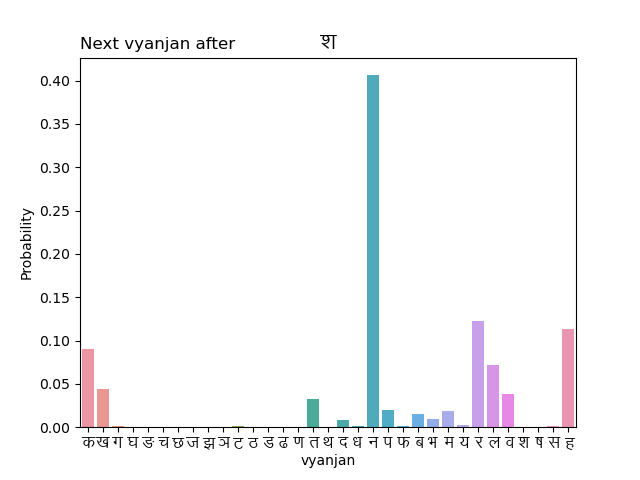 Next vyanjan after श
0.40
0.35
0.30
0.25
0.20
0.15
0.10
0.05
0.00
Probability
क ख ग घ ङ च छ ज झ ञ ट ठ ड ढ ण त थ द ध न प फ ब भ म य र ल व श ष स ह
vyanjan